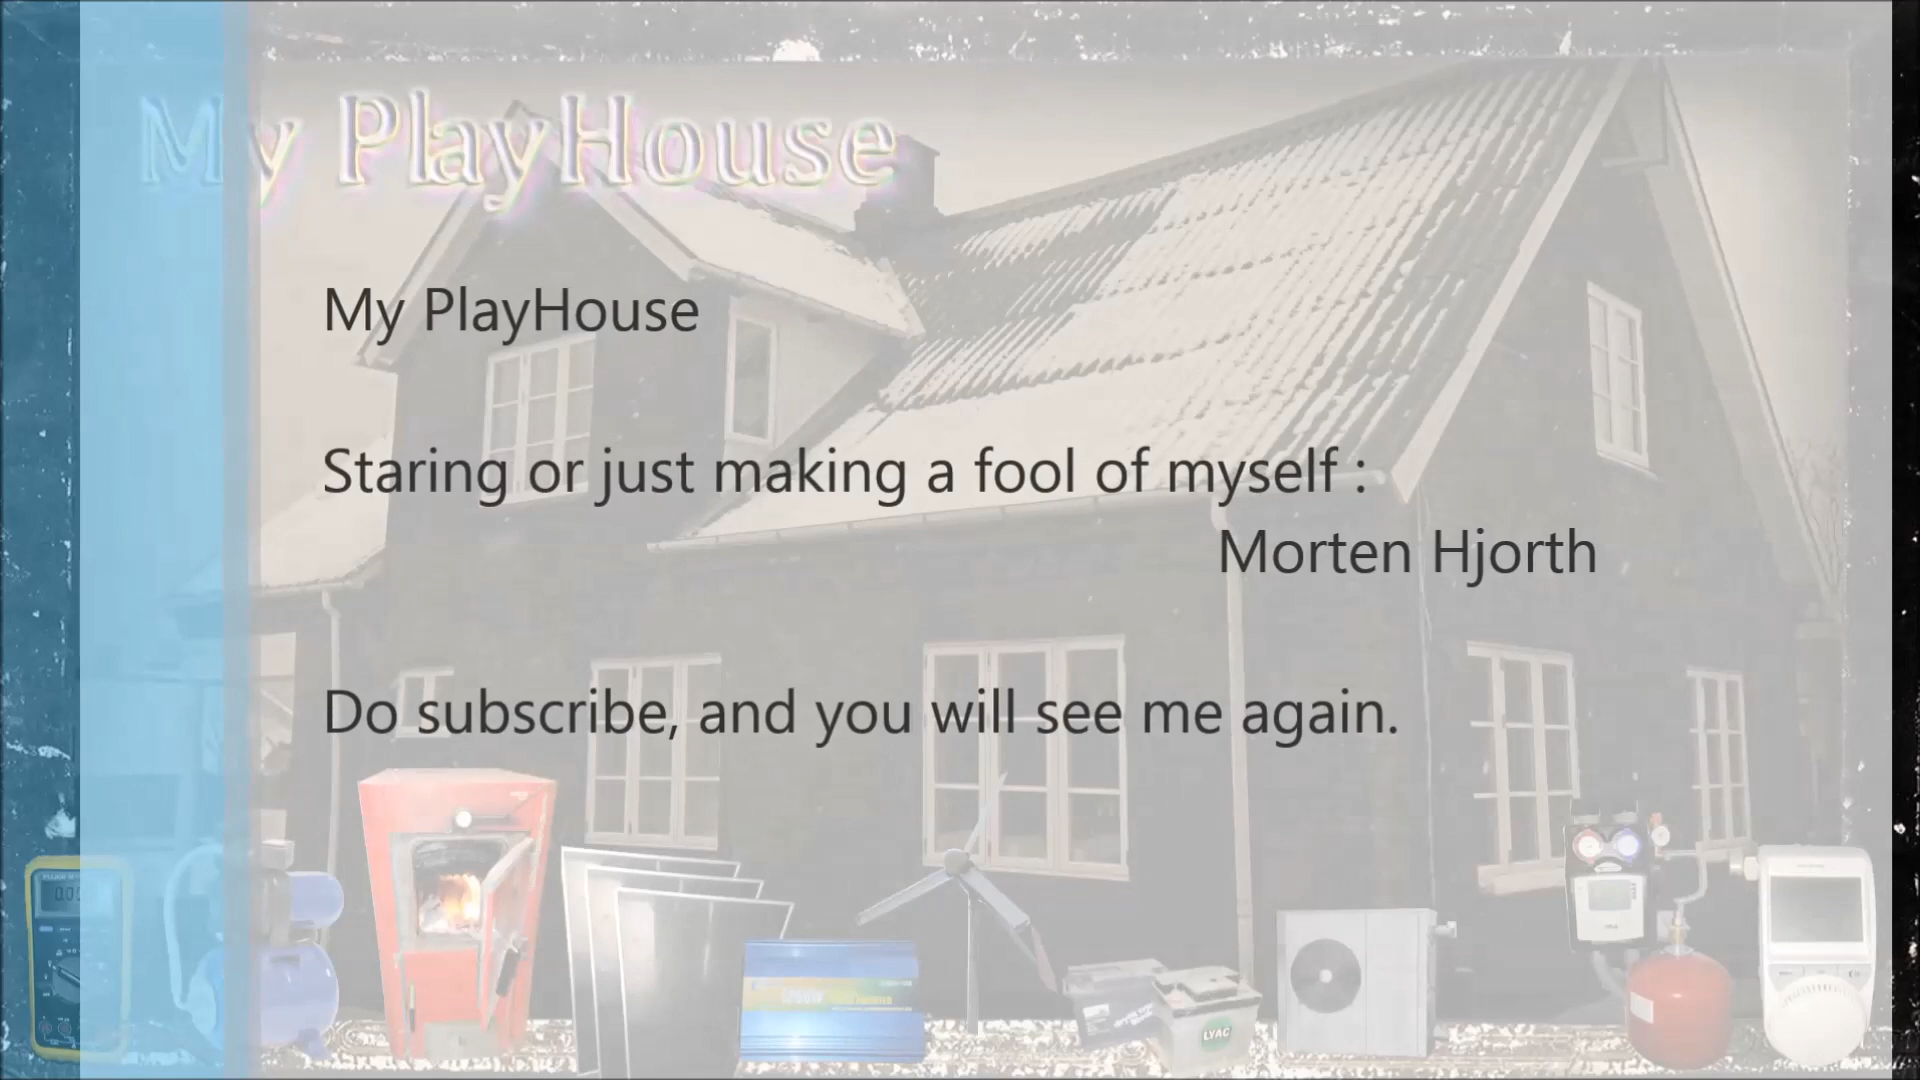 My PlayHouse
My PlayHouse
Staring or just making a fool of myself :
Morten Hjorth
Do subscribe, and you will see me again.
LYAC